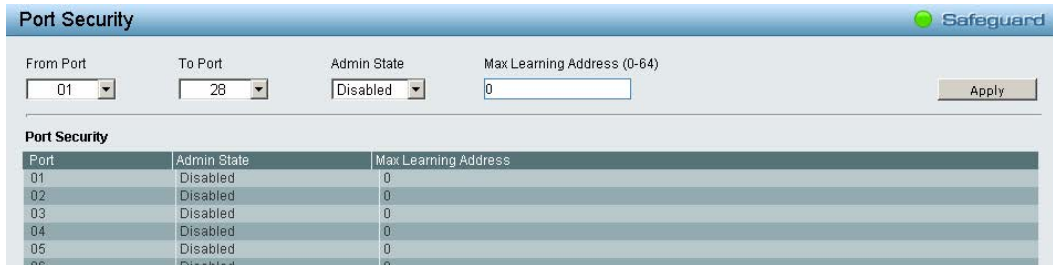 Port Security
Safeguard
From Port To Port Admin State Max Learning Address (0-64)
01 28 Disabled 0 Apply
Port Security
Port Admin State Max Learning Address
01 Disabled 0
02 Disabled 0
03 Disabled 0
04 Disabled 0
05 Disabled 0